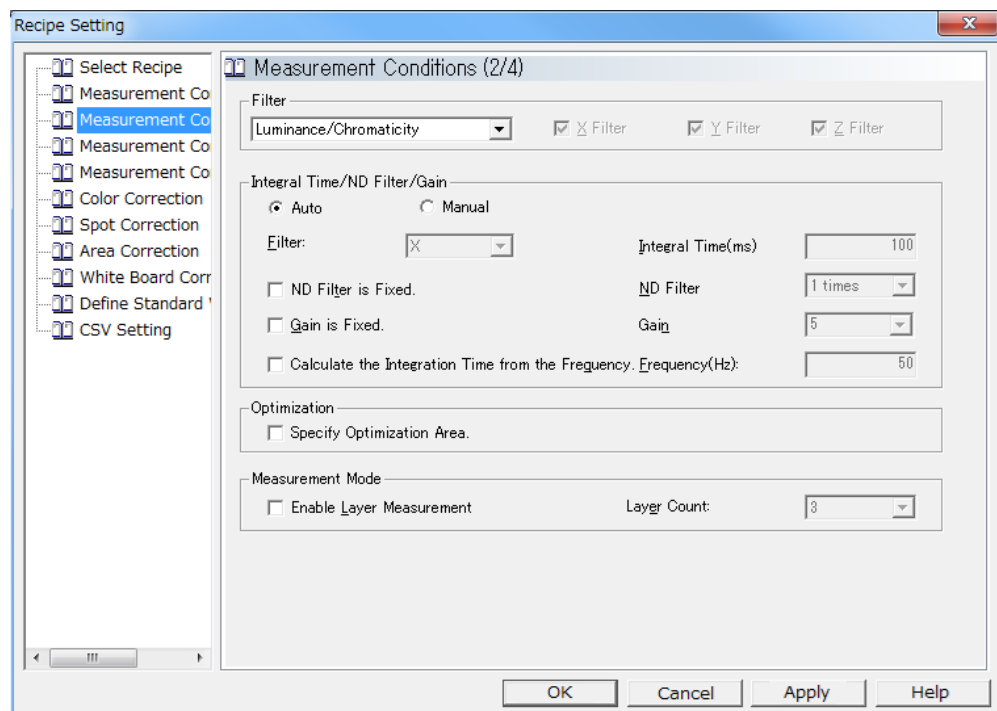 Recipe Setting
Select Recipe
Measurement Co
Measurement Co
Measurement Co
Measurement Co
Color Correction
Spot Correction
Area Correction
White Board Corr
Define Standard
CSV Setting
Measurement Conditions (2/4)
Filter
Luminance/Chromaticity X Filter Y Filter Z Filter
Integral Time/ND Filter/Gain
Auto Manual
Filter: X Integral Time(ms) 100
ND Filter is Fixed. ND Filter 1 times
Gain is Fixed. Gain 5
Calculate the Integration Time from the Frequency. Frequency(Hz): 50
Optimization
Specify Optimization Area.
Measurement Mode
Enable Layer Measurement Layer Count: 3
OK Cancel Apply Help